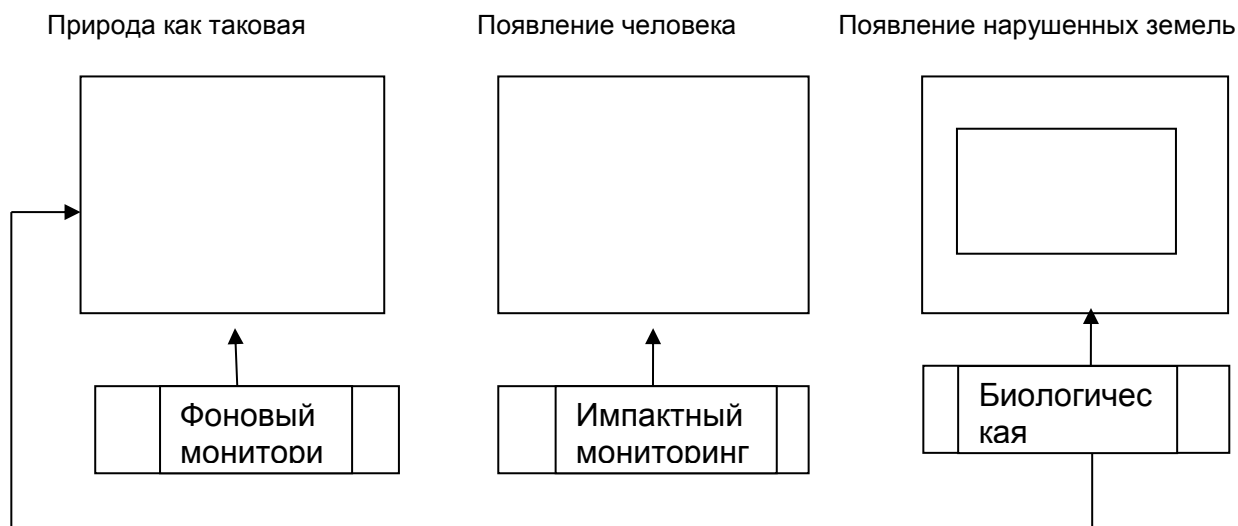 Природа как таковая
Появление человека
Появление нарушенных земель
Фоновый
монитори
Импактный
мониторинг
Биологичес
кая